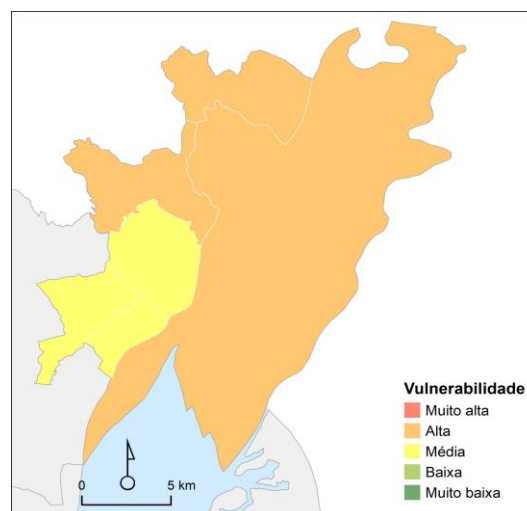 Vulnerabilidade
Muito alta
Alta
Média
Baixa
Muito baixa
0 5 km